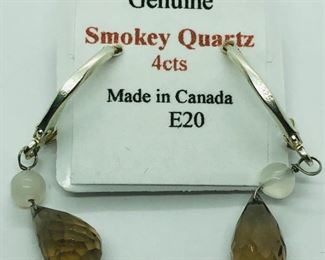 Genuine
Smokey Quartz
4cts
Made in Canada
E20